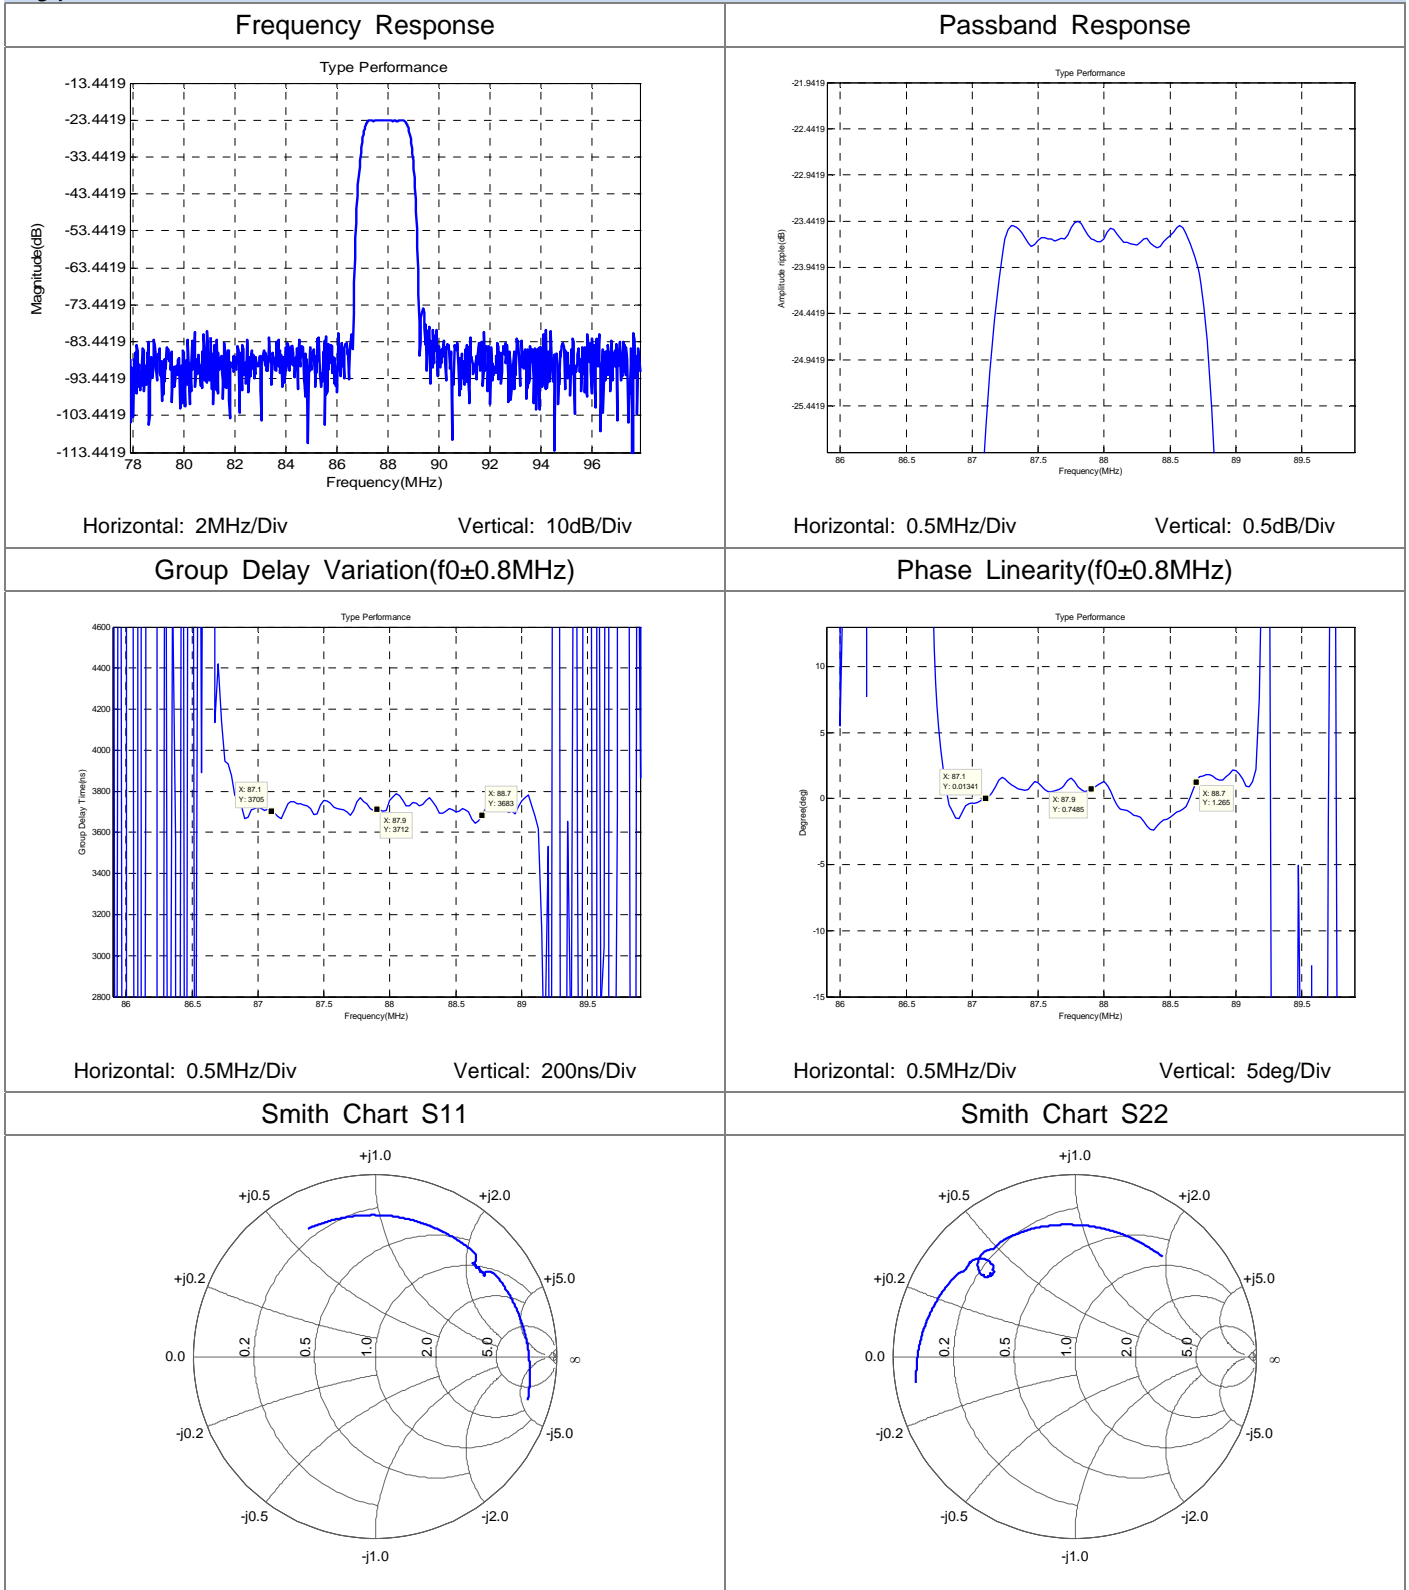 Frequency Response
Passband Response
Type Performance
-13.4419
-23.4419
-33.4419
-43.4419
-53.4419
-63.4419
-73.4419
-83.4419
-93.4419
-103.4419
-113.4419
Magnitude(dB)
78 80 82 84 86 88 90 92 94 96
Frequency(MHz)
Horizontal: 2MHz/Div Vertical: 10dB/Div
Type Performance
-21.9419
-22.4419
-22.9419
-23.4419
-23.9419
-24.4419
-24.9419
-25.4419
Amplitude ripple(dB)
86 86.5 87 87.5 88 88.5 89 89.5
Frequency(MHz)
Horizontal: 0.5MHz/Div Vertical: 0.5dB/Div
Group Delay Variation(f0±0.8MHz)
Phase Linearity(f0±0.8MHz)
Type Performance
4600
4400
4200
4000
3800
3600
3400
3200
3000
2800
Group Delay Time(ns)
X: 87.1
Y: 3705
X: 87.9
Y: 3712
X: 88.7
Y: 3683
86 86.5 87 87.5 88 88.5 89 89.5
Frequency(MHz)
Horizontal: 0.5MHz/Div Vertical: 200ns/Div
Type Performance
10
5
0
-5
-10
-15
Degree(deg)
X: 87.1
Y: 0.01341
X: 87.9
Y: 0.7485
X: 88.7
Y: 1.265
86 86.5 87 87.5 88 88.5 89 89.5
Frequency(MHz)
Horizontal: 0.5MHz/Div Vertical: 5deg/Div
Smith Chart S11
Smith Chart S22
+j1.0
+j0.5
+j2.0
+j0.2
+j5.0
0.0
0.2
0.5
1.0
2.0
5.0
∞
-j0.2
-j5.0
-j0.5
-j2.0
-j1.0
+j1.0
+j0.5
+j2.0
+j0.2
+j5.0
0.0
0.2
0.5
1.0
2.0
5.0
∞
-j0.2
-j5.0
-j0.5
-j2.0
-j1.0